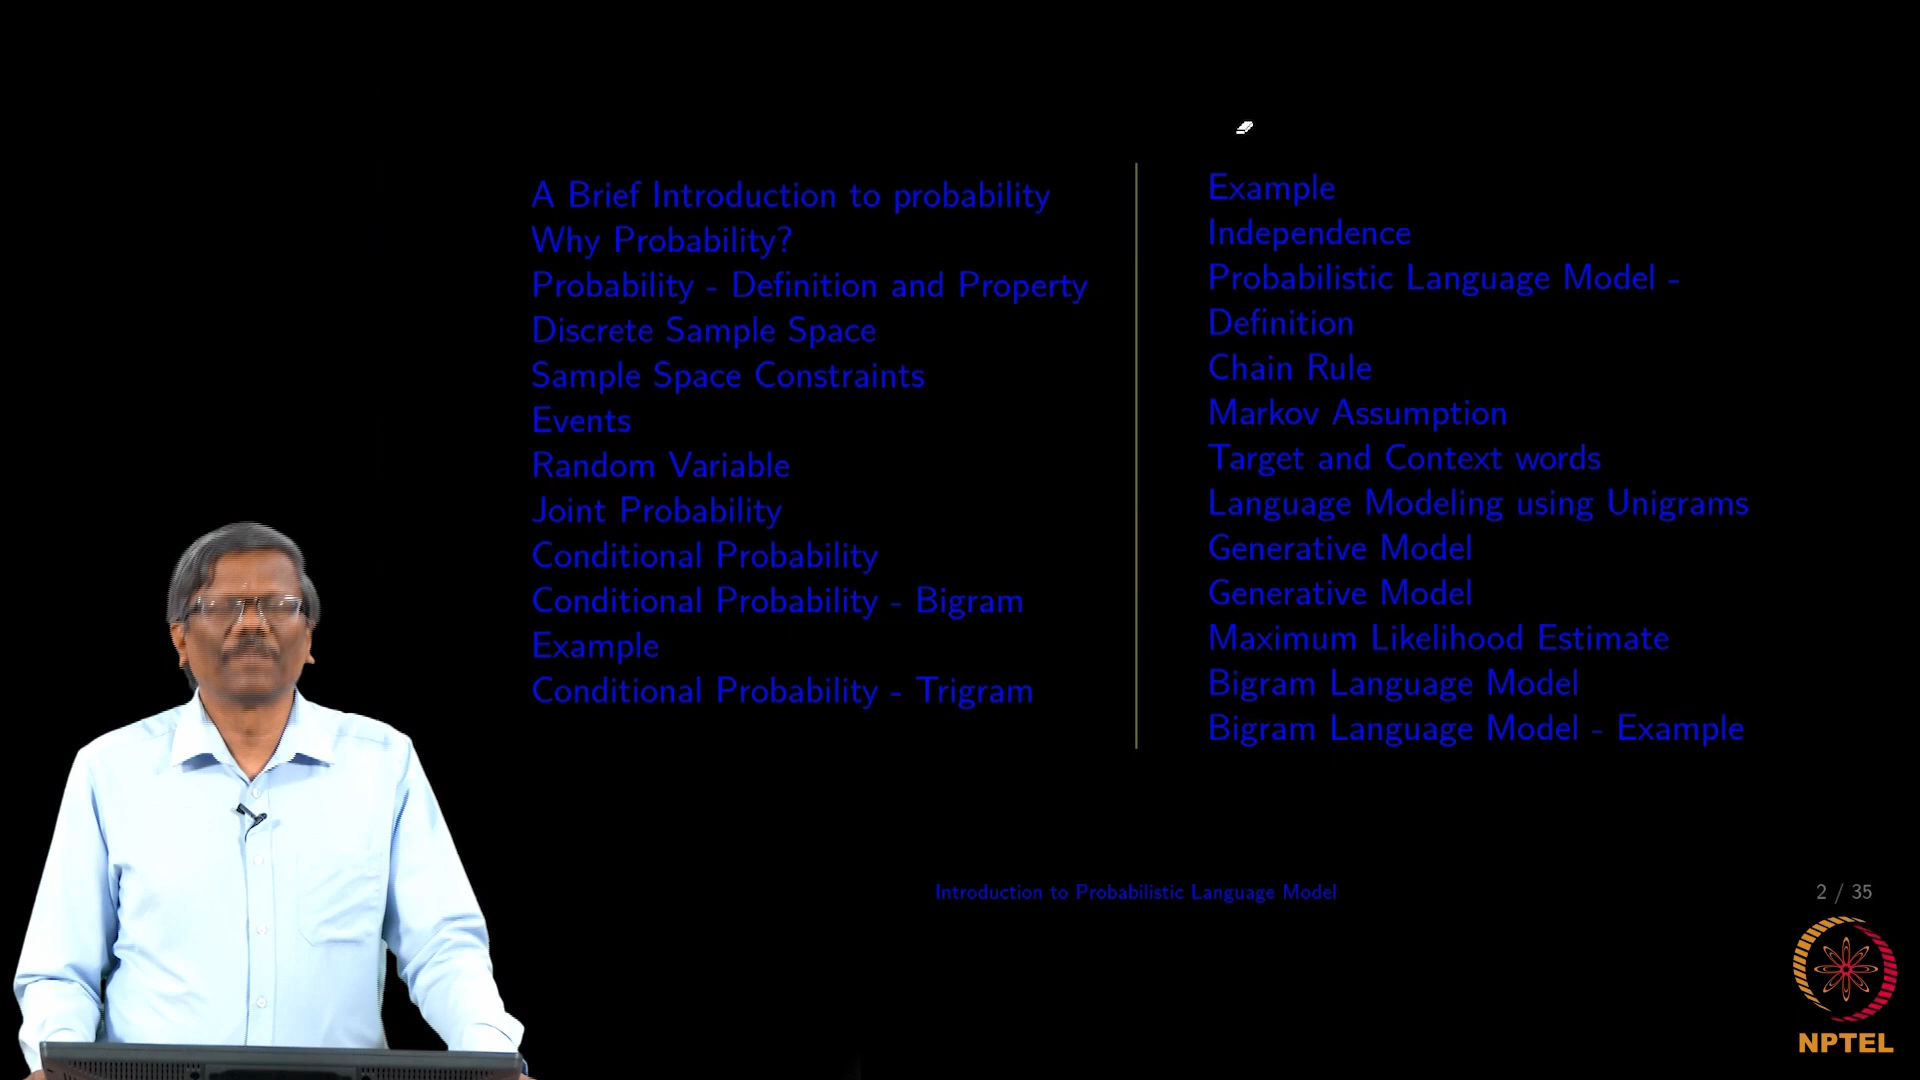 A Brief Introduction to probability
Why Probability?
Probability - Definition and Property
Discrete Sample Space
Sample Space Constraints
Events
Random Variable
Joint Probability
Conditional Probability
Conditional Probability - Bigram
Example
Conditional Probability - Trigram
Example
Independence
Probabilistic Language Model -
Definition
Chain Rule
Markov Assumption
Target and Context words
Language Modeling using Unigrams
Generative Model
Generative Model
Maximum Likelihood Estimate
Bigram Language Model
Bigram Language Model - Example
Introduction to Probabilistic Language Model
2 / 35
NPTEL